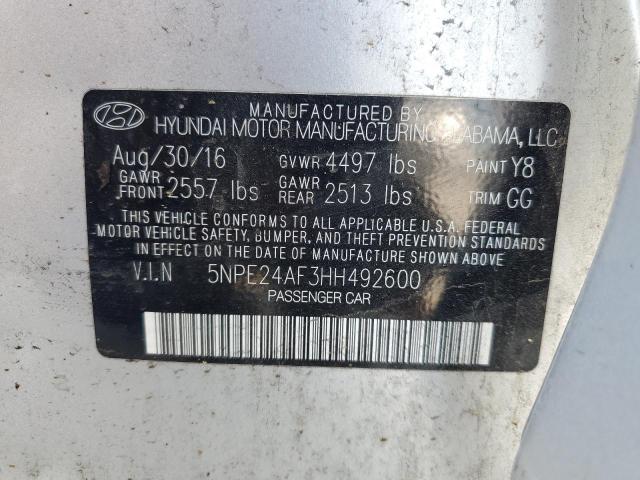 MANUFACTURED BY
HYUNDAI MOTOR MANUFACTURING ALABAMA, LLC
Aug/30/16 GVWR 4497 lbs PAINT Y8
GAWR FRONT 2557 lbs GAWR REAR 2513 lbs TRIM GG
THIS VEHICLE CONFORMS TO ALL APPLICABLE U.S.A. FEDERAL
MOTOR VEHICLE SAFETY, BUMPER, AND THEFT PREVENTION STANDARDS
IN EFFECT ON THE DATE OF MANUFACTURE SHOWN ABOVE.
V.I.N 5NPE24AF3HH492600
PASSENGER CAR